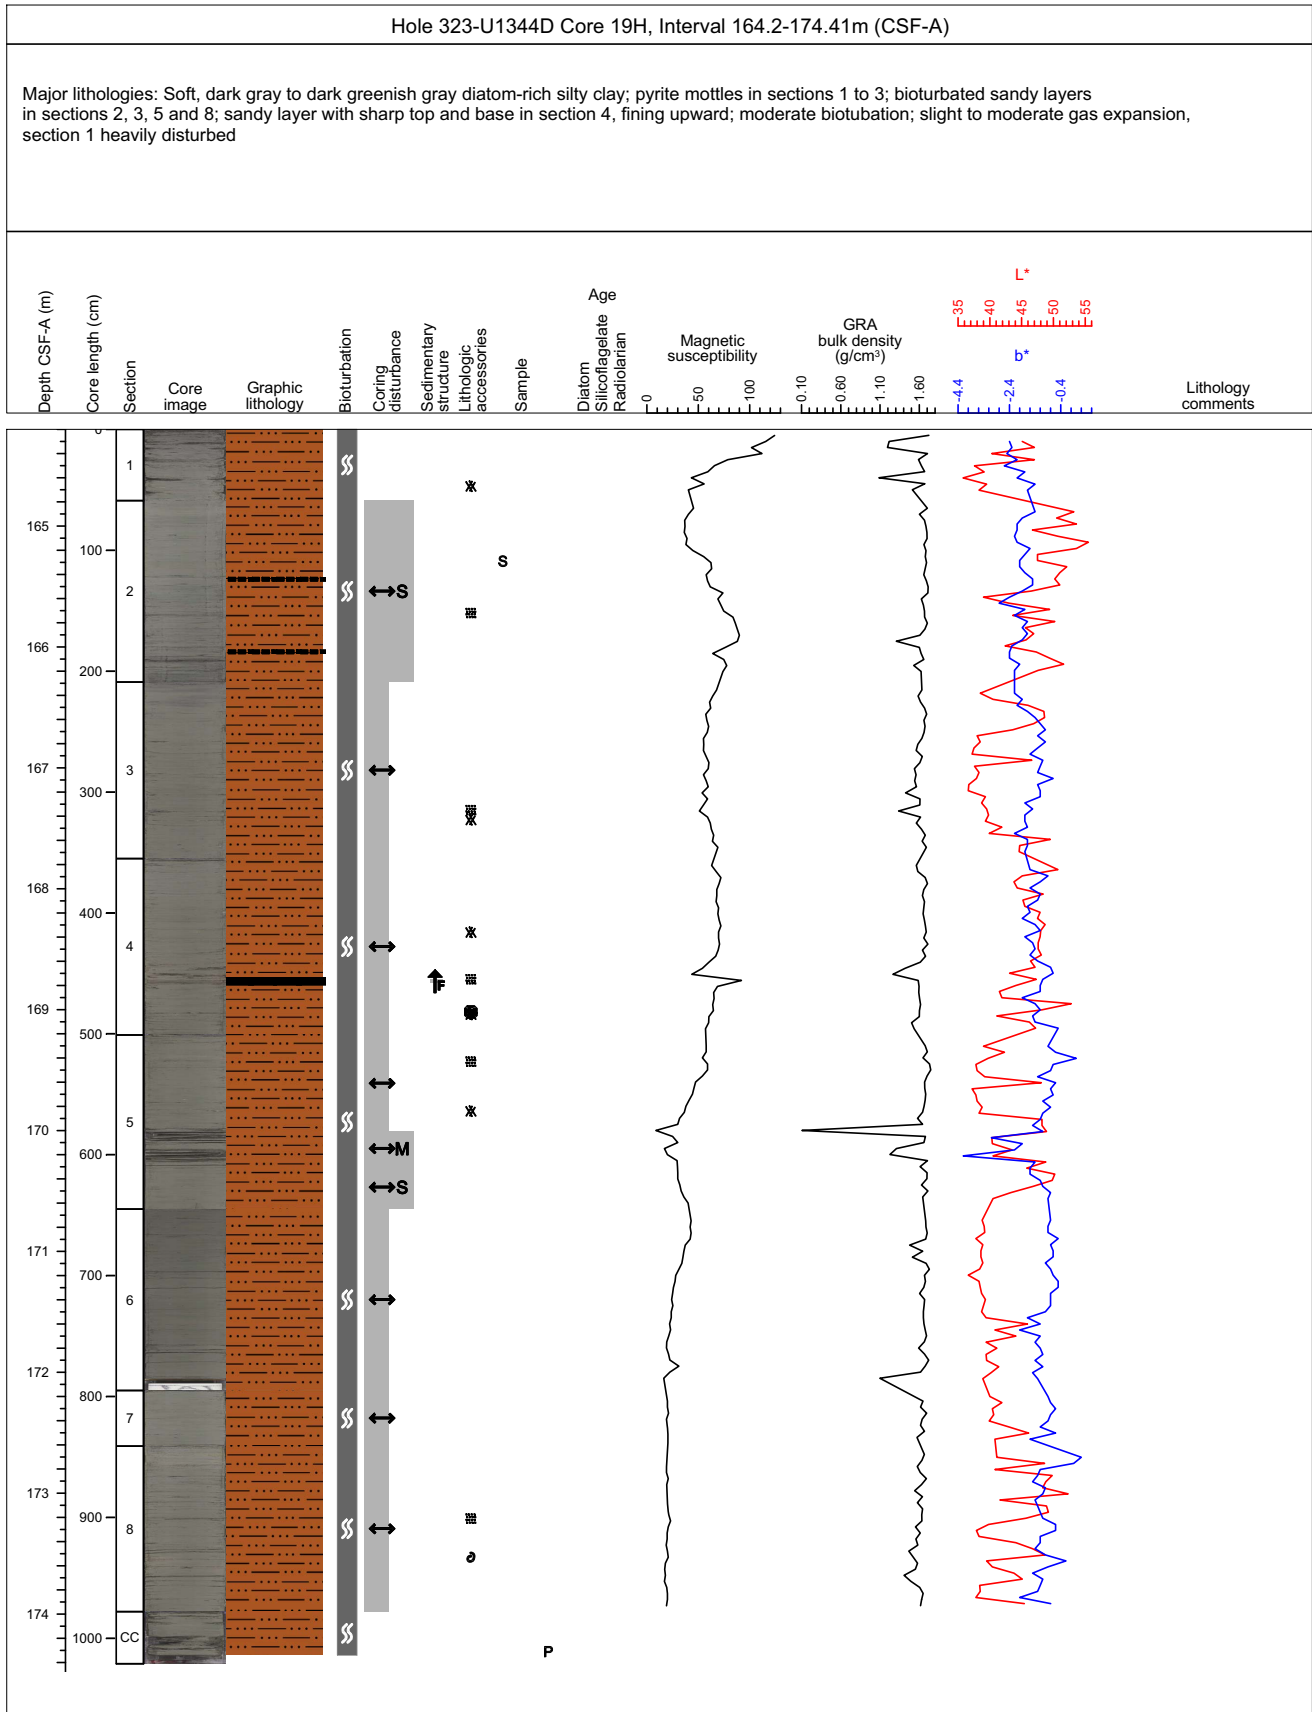 Hole 323-U1344D Core 19H, Interval 164.2-174.41m (CSF-A)
Major lithologies: Soft, dark gray to dark greenish gray diatom-rich silty clay; pyrite mottles in sections 1 to 3; bioturbated sandy layers
in sections 2, 3, 5 and 8; sandy layer with sharp top and base in section 4, fining upward; moderate biotubation; slight to moderate gas expansion,
section 1 heavily disturbed
Depth CSF-A (m)
Core length (cm)
Section
Core
image
Graphic
lithology
Bioturbation
Coring
disturbance
Sedimentary
structure
Lithologic
accessories
Sample
Age
Diatom
Silicoflagelate
Radiolarian
Magnetic
susceptibility
0
50
100
GRA
bulk density
(g/cm³)
0.10
0.60
1.10
1.60
L*
35
40
45
50
55
b*
-4.4
-2.4
-0.4
Lithology
comments
0
1
165
100
S
2
S
166
200
167
3
300
168
400
4
F
169
500
5
170
600
M
S
171
700
6
172
800
7
173
900
8
174
1000
CC
P